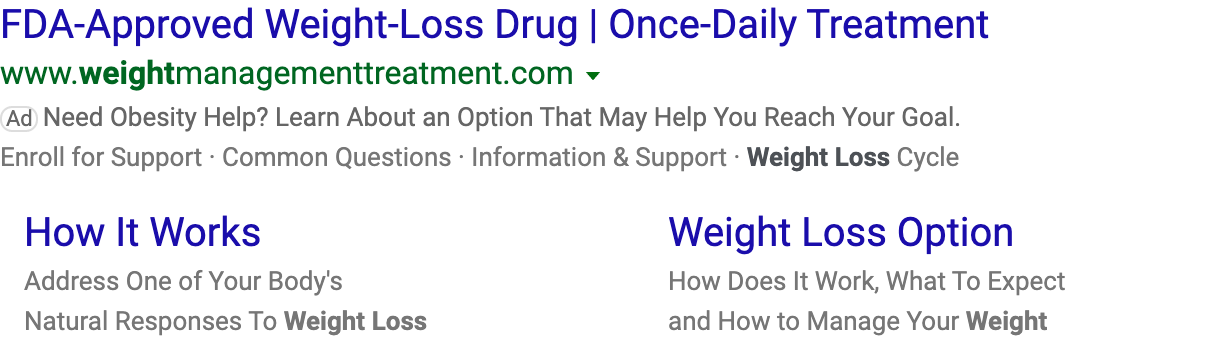 FDA-Approved Weight-Loss Drug | Once-Daily Treatment
www.weightmanagementtreatment.com
Ad Need Obesity Help? Learn About an Option That May Help You Reach Your Goal.
Enroll for Support · Common Questions · Information & Support · Weight Loss Cycle
How It Works
Address One of Your Body's
Natural Responses To Weight Loss
Weight Loss Option
How Does It Work, What To Expect
and How to Manage Your Weight